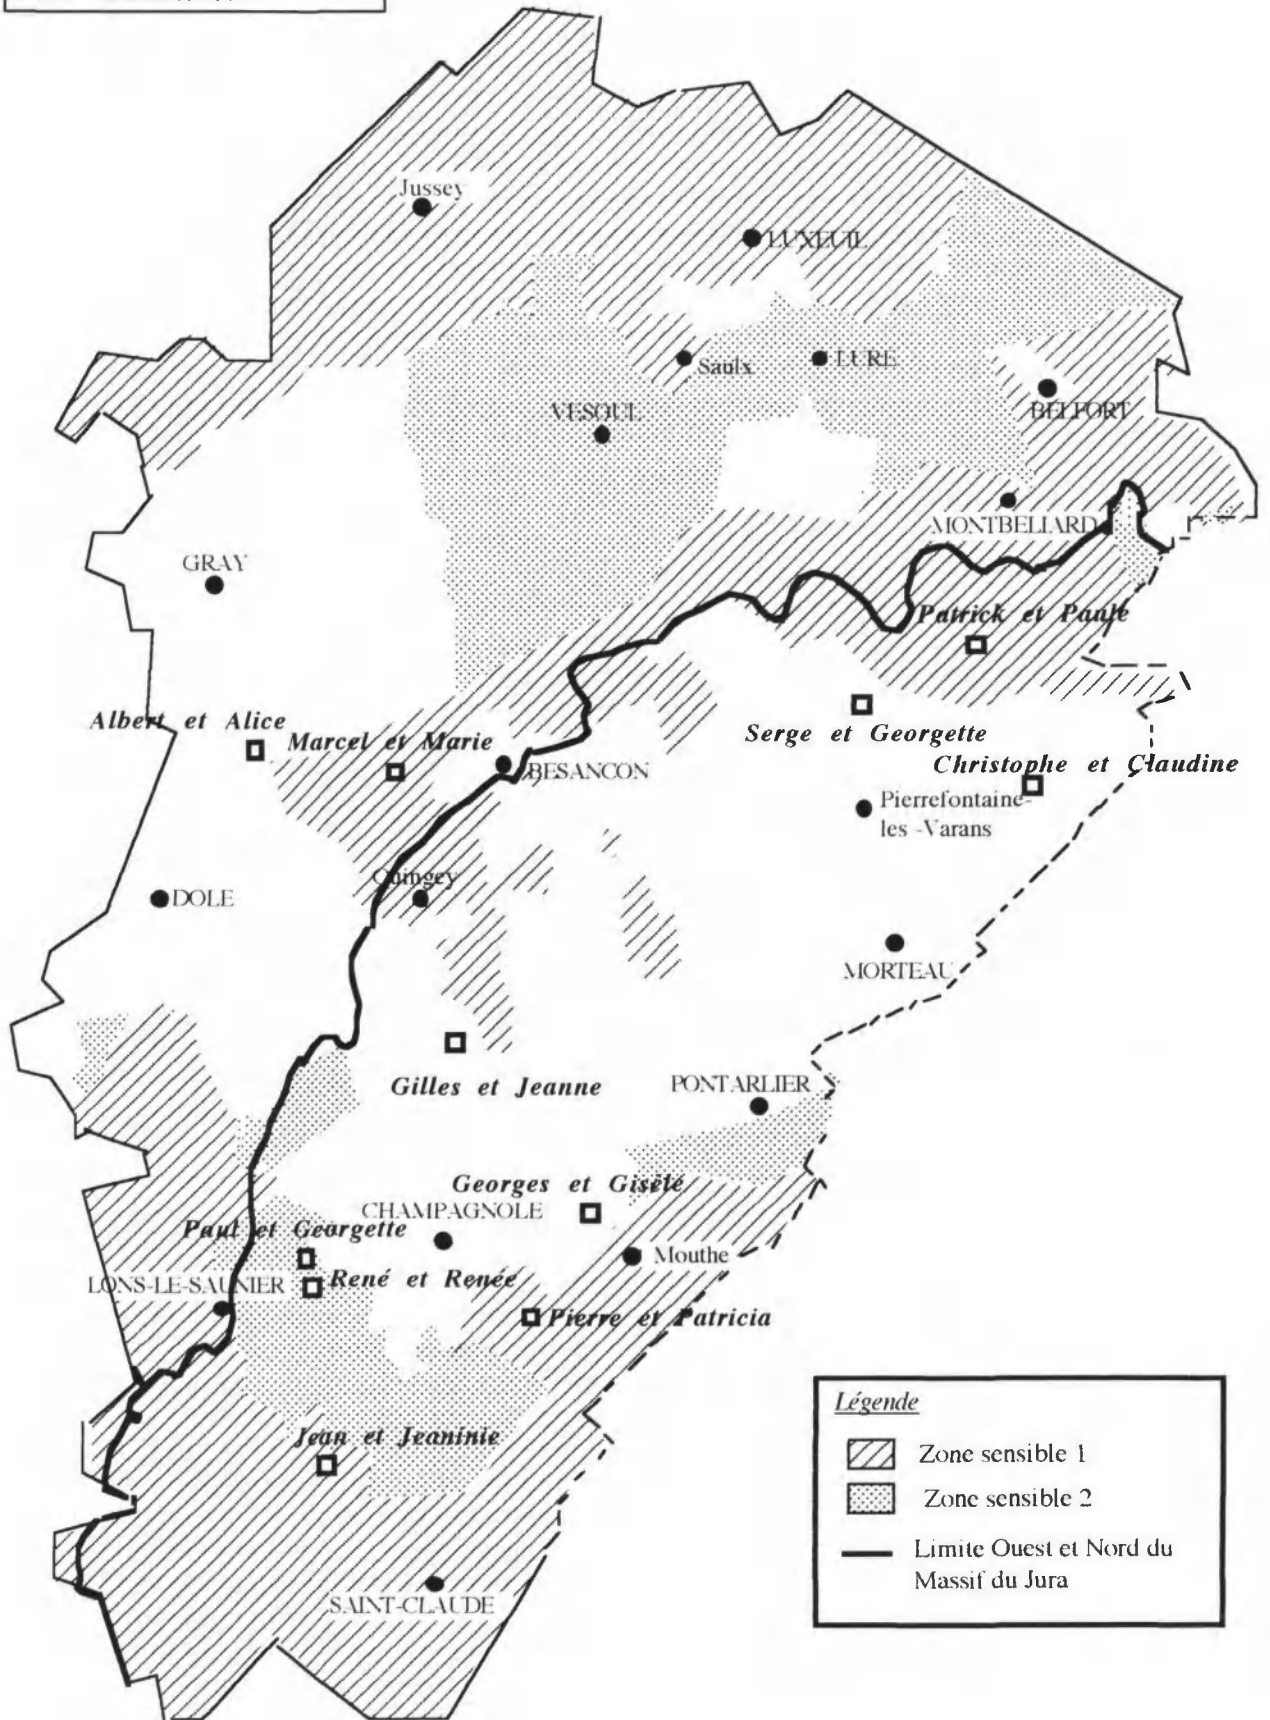 Jussey
LUXEUIL
Saulx
LURE
VESOUL
BELFORT
MONTBELIARD
GRAY
Patrick et Paule
Albert et Alice
Marcel et Marie
Serge et Georgette
BESANCON
Christophe et Claudine
Pierrefontaine-
les -Varans
Quingey
DOLE
MORTEAU
Gilles et Jeanne
PONTARLIER
Georges et Gisèle
CHAMPAGNOLE
Paul et Georgette
Mouthe
LONS-LE-SAUNIER
René et Renée
Pierre et Patricia
Jean et Jeaninie
SAINT-CLAUDE
Légende
Zone sensible 1
Zone sensible 2
Limite Ouest et Nord du
Massif du Jura